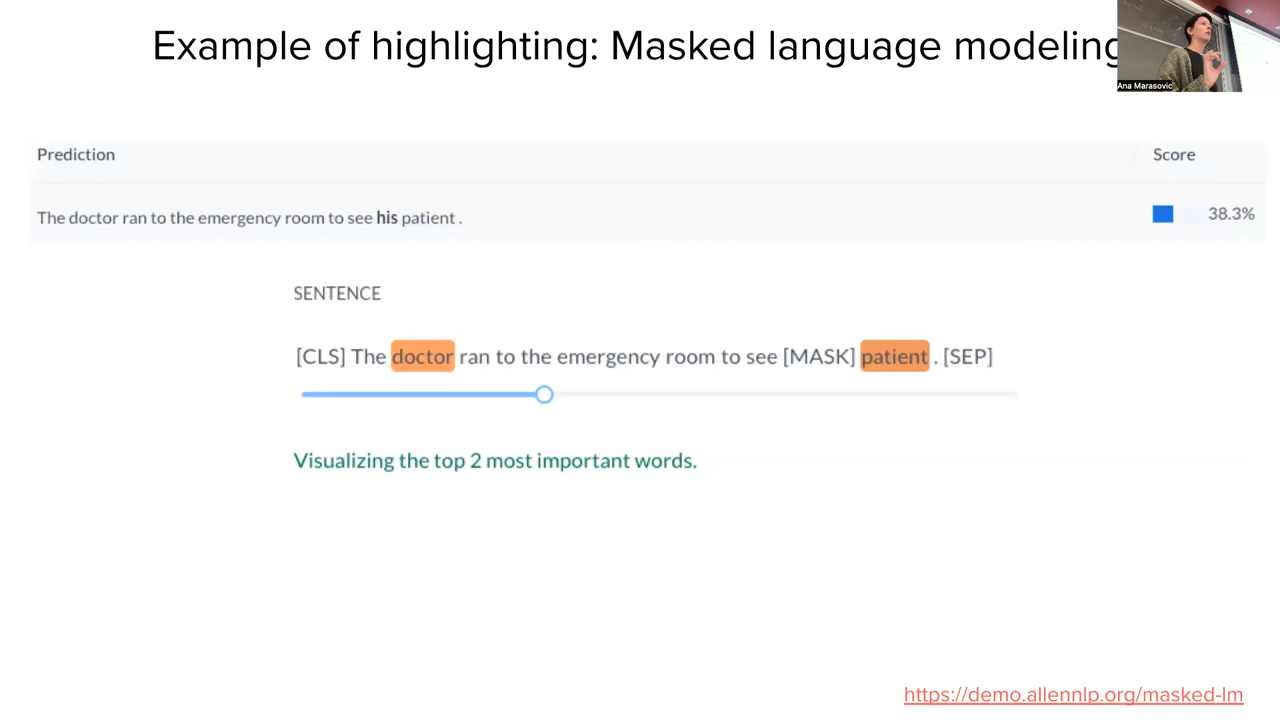 Example of highlighting: Masked language modeling
Ana Marasovic
Prediction
Score
The doctor ran to the emergency room to see his patient .
38.3%
SENTENCE
[CLS] The doctor ran to the emergency room to see [MASK] patient . [SEP]
Visualizing the top 2 most important words.
https://demo.allennlp.org/masked-lm